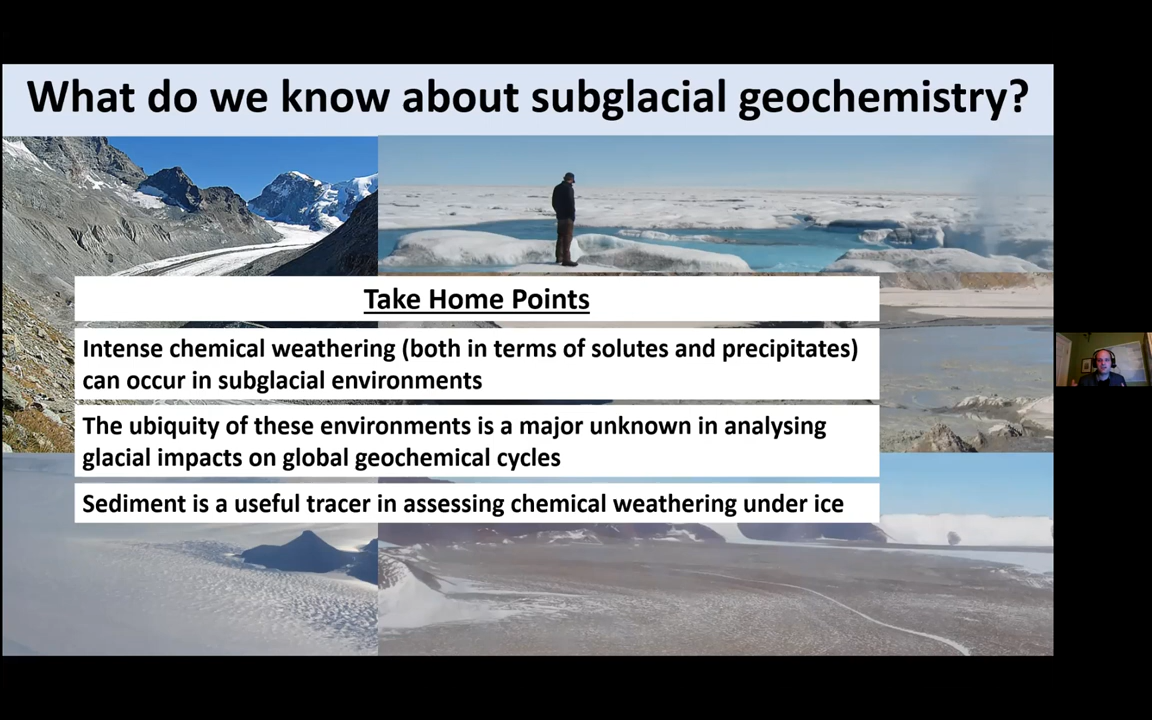 What do we know about subglacial geochemistry?
Take Home Points
Intense chemical weathering (both in terms of solutes and precipitates)
can occur in subglacial environments
The ubiquity of these environments is a major unknown in analysing
glacial impacts on global geochemical cycles
Sediment is a useful tracer in assessing chemical weathering under ice